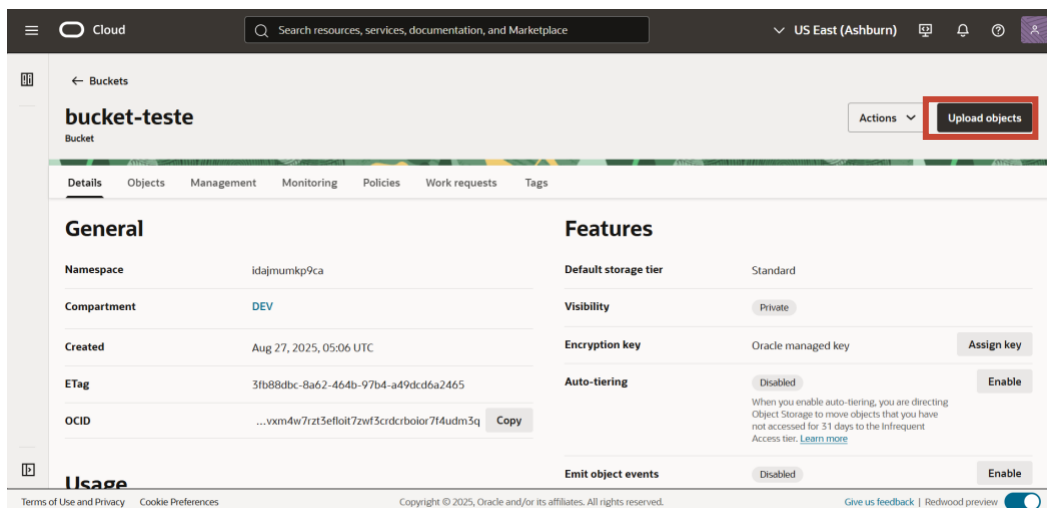 Cloud
Search resources, services, documentation, and Marketplace
US East (Ashburn)
← Buckets
bucket-teste
Bucket
Actions
Upload objects
Details Objects Management Monitoring Policies Work requests Tags
General
Namespace idajmumkp9ca
Compartment DEV
Created Aug 27, 2025, 05:06 UTC
ETag 3fb88dbc-8a62-464b-97b4-a49dcd6a2465
OCID ...vxm4w7rzt3efloit7zwf3crdcrboior7f4udm3q Copy
Usage
Features
Default storage tier Standard
Visibility Private
Encryption key Oracle managed key Assign key
Auto-tiering Disabled Enable
When you enable auto-tiering, you are directing
Object Storage to move objects that you have
not accessed for 31 days to the Infrequent
Access tier. Learn more
Emit object events Disabled Enable
Terms of Use and Privacy Cookie Preferences
Copyright © 2025, Oracle and/or its affiliates. All rights reserved.
Give us feedback | Redwood preview